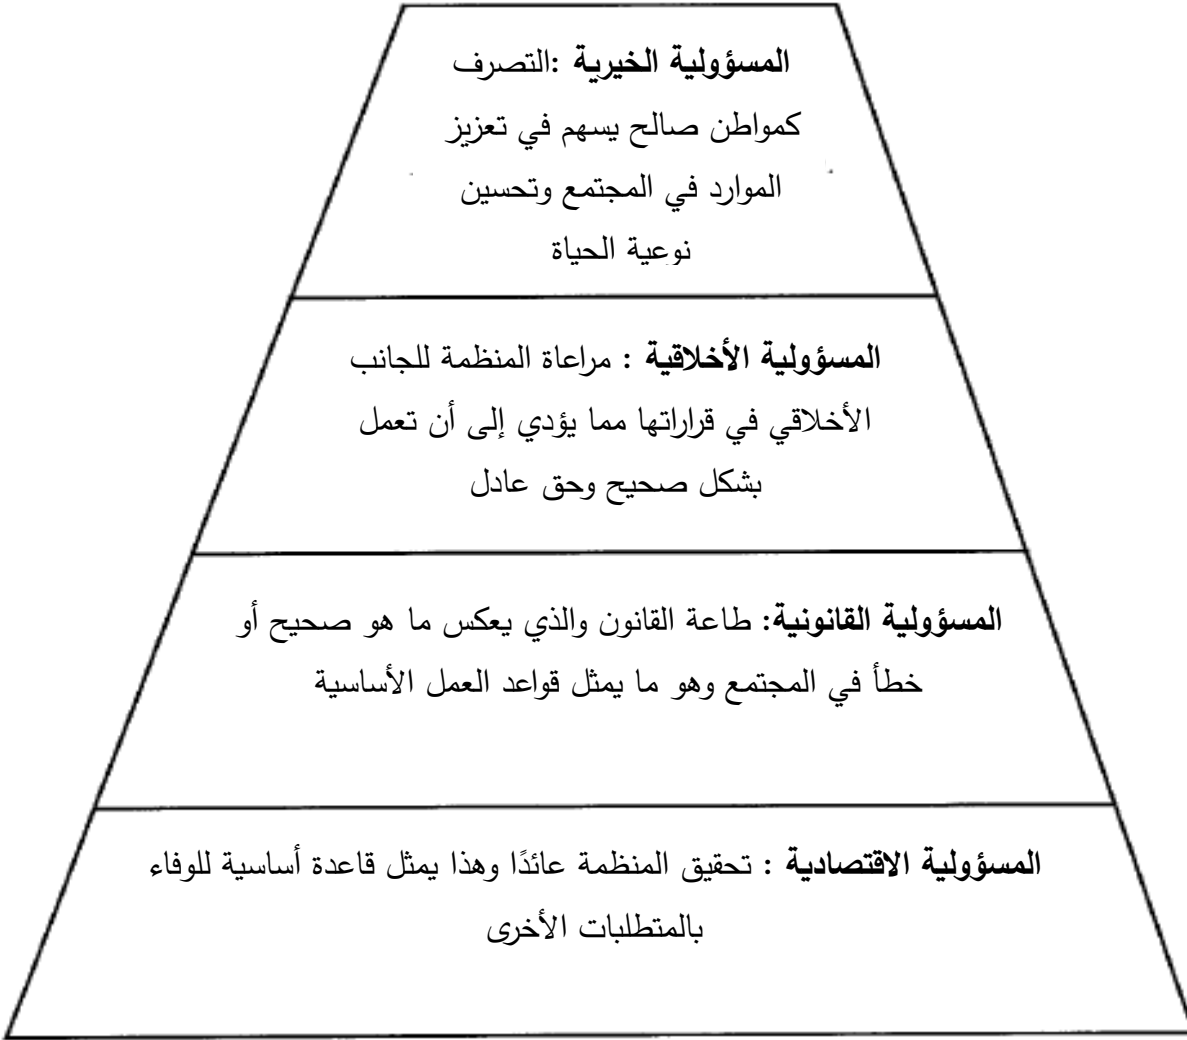 المسؤولية الخيرية :التصرف
كمواطن صالح يسهم في تعزيز
الموارد في المجتمع وتحسين
نوعية الحياة
المسؤولية الأخلاقية : مراعاة المنظمة للجانب
الأخلاقي في قراراتها مما يؤدي إلى أن تعمل
بشكل صحيح وحق عادل
المسؤولية القانونية: طاعة القانون والذي يعكس ما هو صحيح أو
خطأ في المجتمع وهو ما يمثل قواعد العمل الأساسية
المسؤولية الاقتصادية : تحقيق المنظمة عائدًا وهذا يمثل قاعدة أساسية للوفاء
بالمتطلبات الأخرى